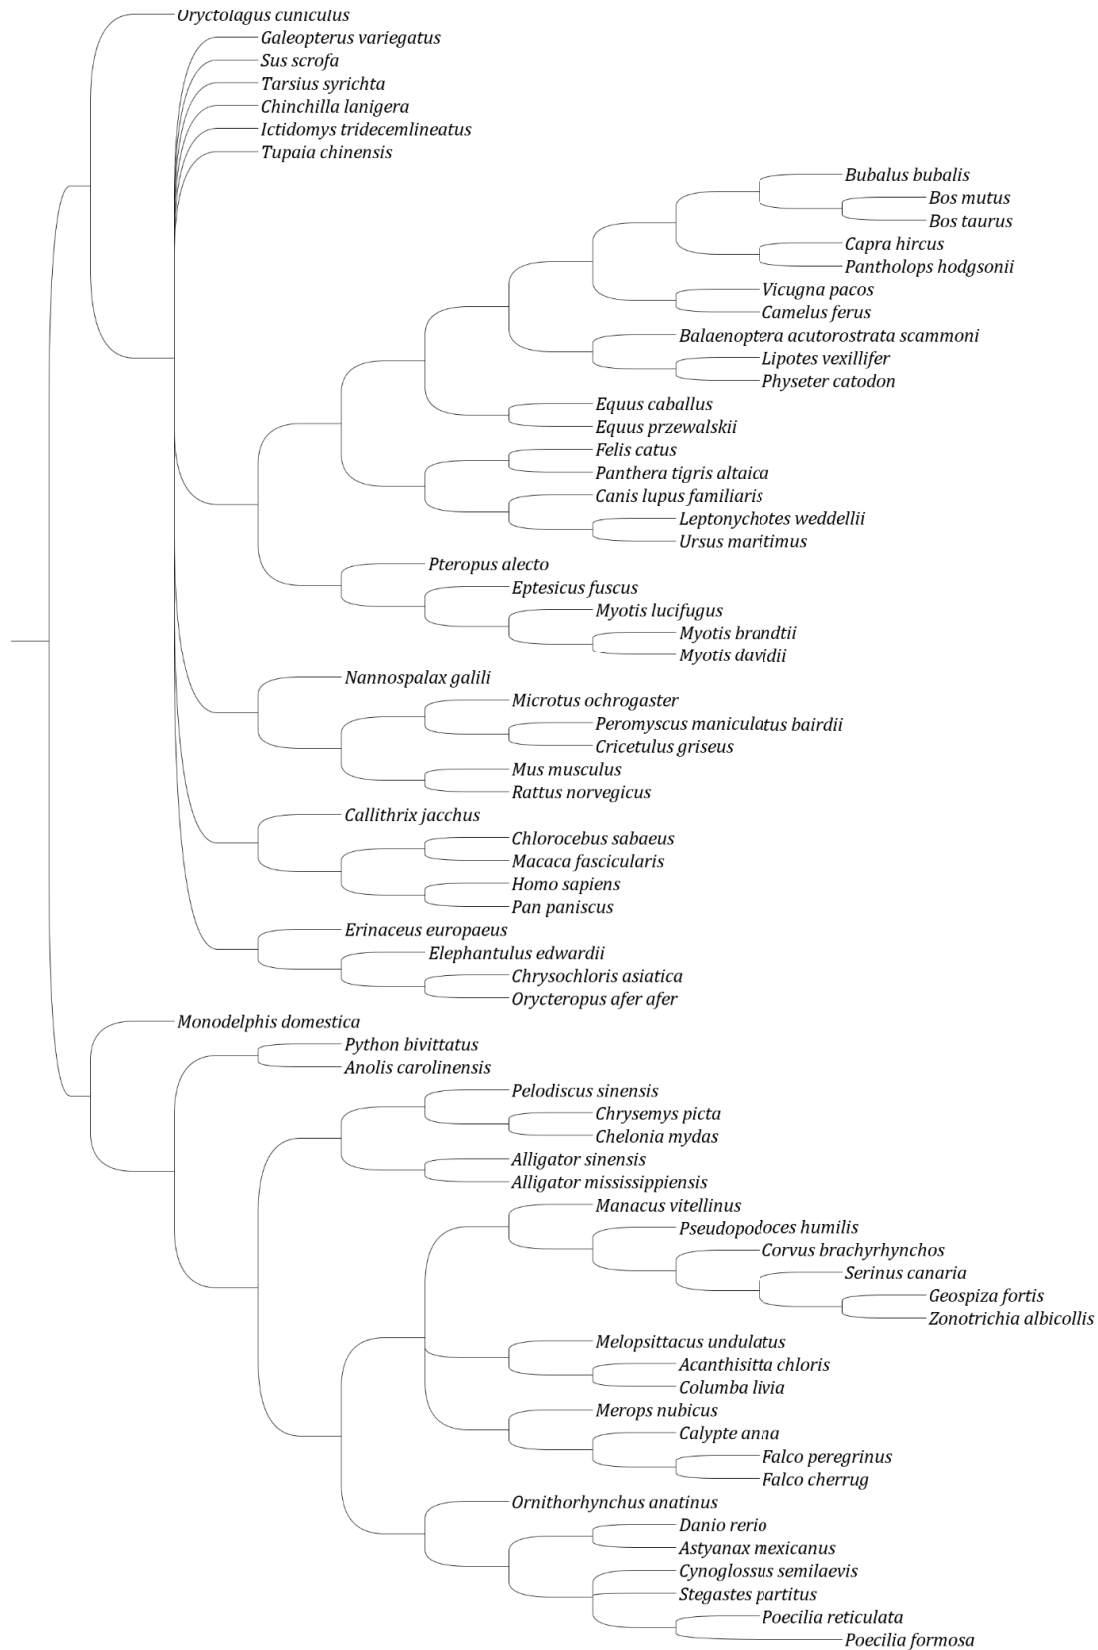 Oryctolagus cuniculus
Galeopterus variegatus
Sus scrofa
Tarsius syrichta
Chinchilla lanigera
Ictidomys tridecemlineatus
Tupaia chinensis
Bubalus bubalis
Bos mutus
Bos taurus
Capra hircus
Pantholops hodgsonii
Vicugna pacos
Camelus ferus
Balaenoptera acutorostrata scammoni
Lipotes vexillifer
Physeter catodon
Equus caballus
Equus przewalskii
Felis catus
Panthera tigris altaica
Canis lupus familiaris
Leptonychotes weddellii
Ursus maritimus
Pteropus alecto
Eptesicus fuscus
Myotis lucifugus
Myotis brandtii
Myotis davidii
Nannospalax galili
Microtus ochrogaster
Peromyscus maniculatus bairdii
Cricetulus griseus
Mus musculus
Rattus norvegicus
Callithrix jacchus
Chlorocebus sabaeus
Macaca fascicularis
Homo sapiens
Pan paniscus
Erinaceus europaeus
Elephantulus edwardii
Chrysochloris asiatica
Orycteropus afer afer
Monodelphis domestica
Python bivittatus
Anolis carolinensis
Pelodiscus sinensis
Chrysemys picta
Chelonia mydas
Alligator sinensis
Alligator mississippiensis
Manacus vitellinus
Pseudopodoces humilis
Corvus brachyrhynchos
Serinus canaria
Geospiza fortis
Zonotrichia albicollis
Melopsittacus undulatus
Acanthisitta chloris
Columba livia
Merops nubicus
Calypte anna
Falco peregrinus
Falco cherrug
Ornithorhynchus anatinus
Danio rerio
Astyanax mexicanus
Cynoglossus semilaevis
Stegastes partitus
Poecilia reticulata
Poecilia formosa